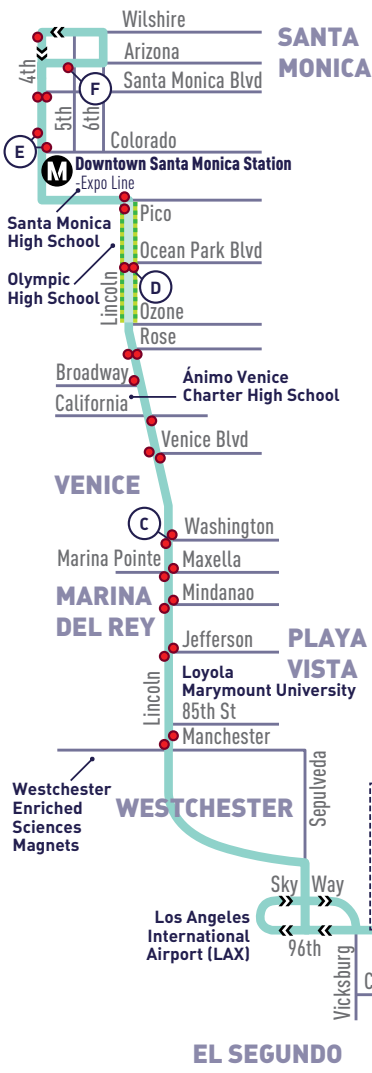 Wilshire
SANTA
MONICA
Arizona
4th
F
Santa Monica Blvd
5th
6th
E
Colorado
M
Downtown Santa Monica Station
-Expo Line
Santa Monica
High School
Pico
Ocean Park Blvd
Olympic
High School
Lincoln
D
Ozone
Rose
Broadway
Ánimo Venice
Charter High School
California
Venice Blvd
VENICE
C
Washington
Marina Pointe
Maxella
MARINA
DEL REY
Mindanao
Jefferson
PLAYA
VISTA
Loyola
Marymount University
Lincoln
85th St
Manchester
Westchester
Enriched
Sciences
Magnets
WESTCHESTER
Sepulveda
Sky Way
Los Angeles
International
Airport (LAX)
96th
Vicksburg
C
EL SEGUNDO